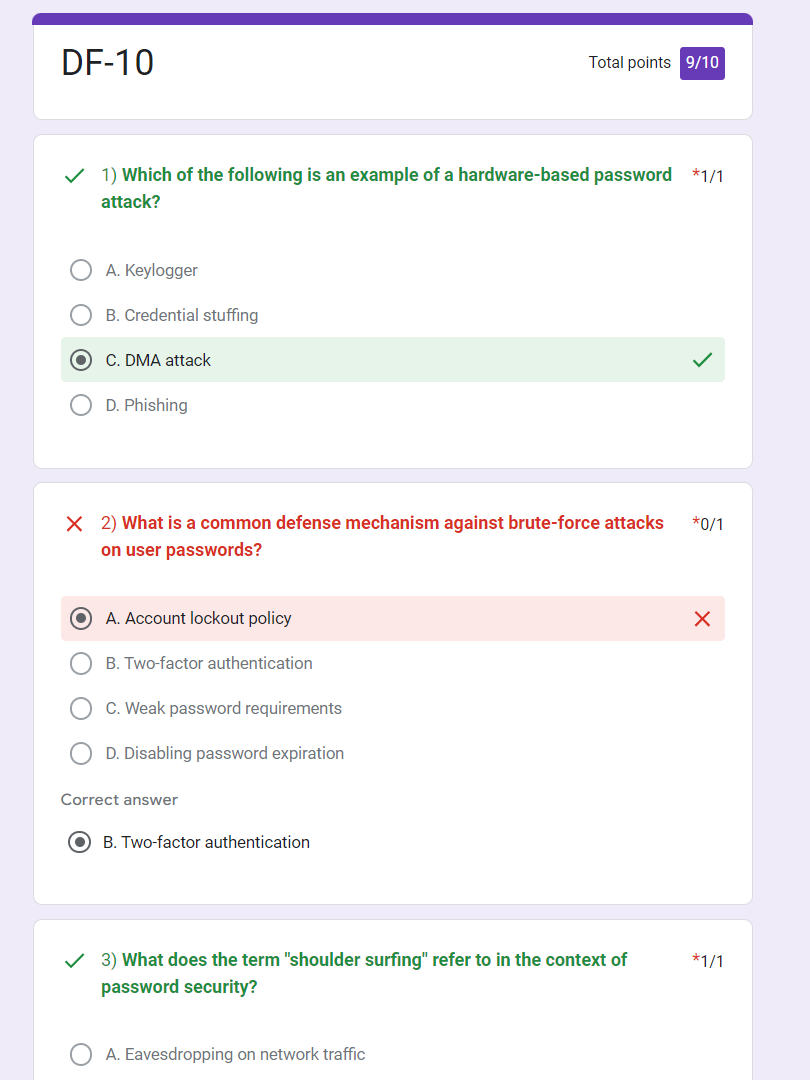 DF-10
Total points 9/10
1) Which of the following is an example of a hardware-based password
attack?
*1/1
A. Keylogger
B. Credential stuffing
C. DMA attack
D. Phishing
2) What is a common defense mechanism against brute-force attacks
on user passwords?
*0/1
A. Account lockout policy
B. Two-factor authentication
C. Weak password requirements
D. Disabling password expiration
Correct answer
B. Two-factor authentication
3) What does the term "shoulder surfing" refer to in the context of
password security?
*1/1
A. Eavesdropping on network traffic